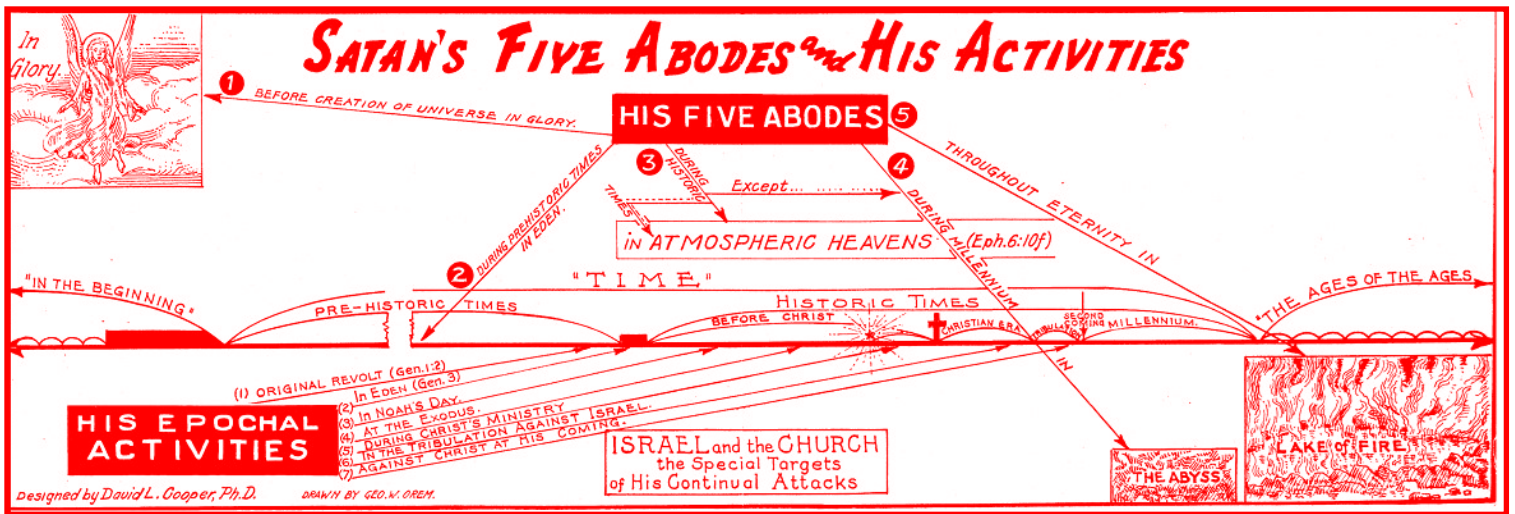 In
Glory.
SATAN'S FIVE ABODES and HIS ACTIVITIES
1
BEFORE CREATION OF UNIVERSE IN GLORY.
HIS FIVE ABODES
5
THROUGHOUT ETERNITY IN
4
DURING MILLENNIUM
IN
3
DURING
HISTORIC
TIMES
Except... ..........
in ATMOSPHERIC HEAVENS (Eph.6:10f)
2
DURING PREHISTORIC TIMES
IN EDEN.
"TIME"
"IN THE BEGINNING"
PRE-HISTORIC TIMES
HISTORIC TIMES
BEFORE CHRIST
CHRISTIAN ERA
TRIBULATION
SECOND
COMING
MILLENNIUM.
"THE AGES OF THE AGES
HIS EPOCHAL
ACTIVITIES
(1) ORIGINAL REVOLT (Gen.1:2)
(2) IN EDEN (Gen. 3)
(3) IN NOAH'S DAY.
(4) AT THE EXODUS.
(5) DURING CHRIST'S MINISTRY
(6) IN THE TRIBULATION AGAINST ISRAEL.
(7) AGAINST CHRIST AT HIS COMING.
ISRAEL and the CHURCH
the Special Targets
of His Continual Attacks
THE ABYSS
LAKE OF FIRE
Designed by David L. Cooper, Ph.D.
DRAWN BY GEO. W. OREM.